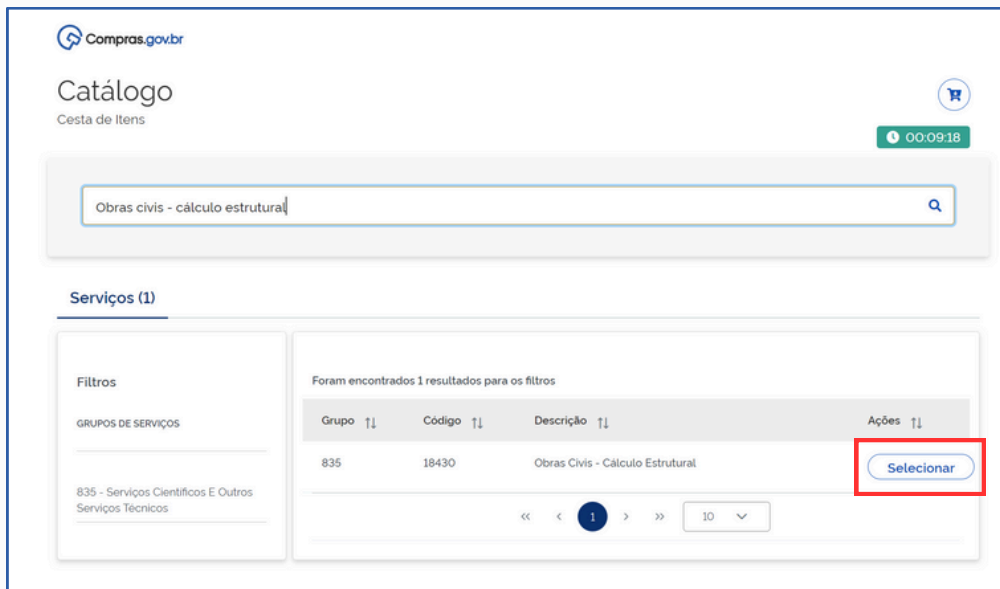 Compras.gov.br
Catálogo
Cesta de Itens
00:09:18
Obras civis - cálculo estrutural
Serviços (1)
Filtros
GRUPOS DE SERVIÇOS
835 - Serviços Científicos E Outros
Serviços Técnicos
Foram encontrados 1 resultados para os filtros
Grupo Código Descrição Ações
835 18430 Obras Civis - Cálculo Estrutural Selecionar
« ‹ 1 › » 10